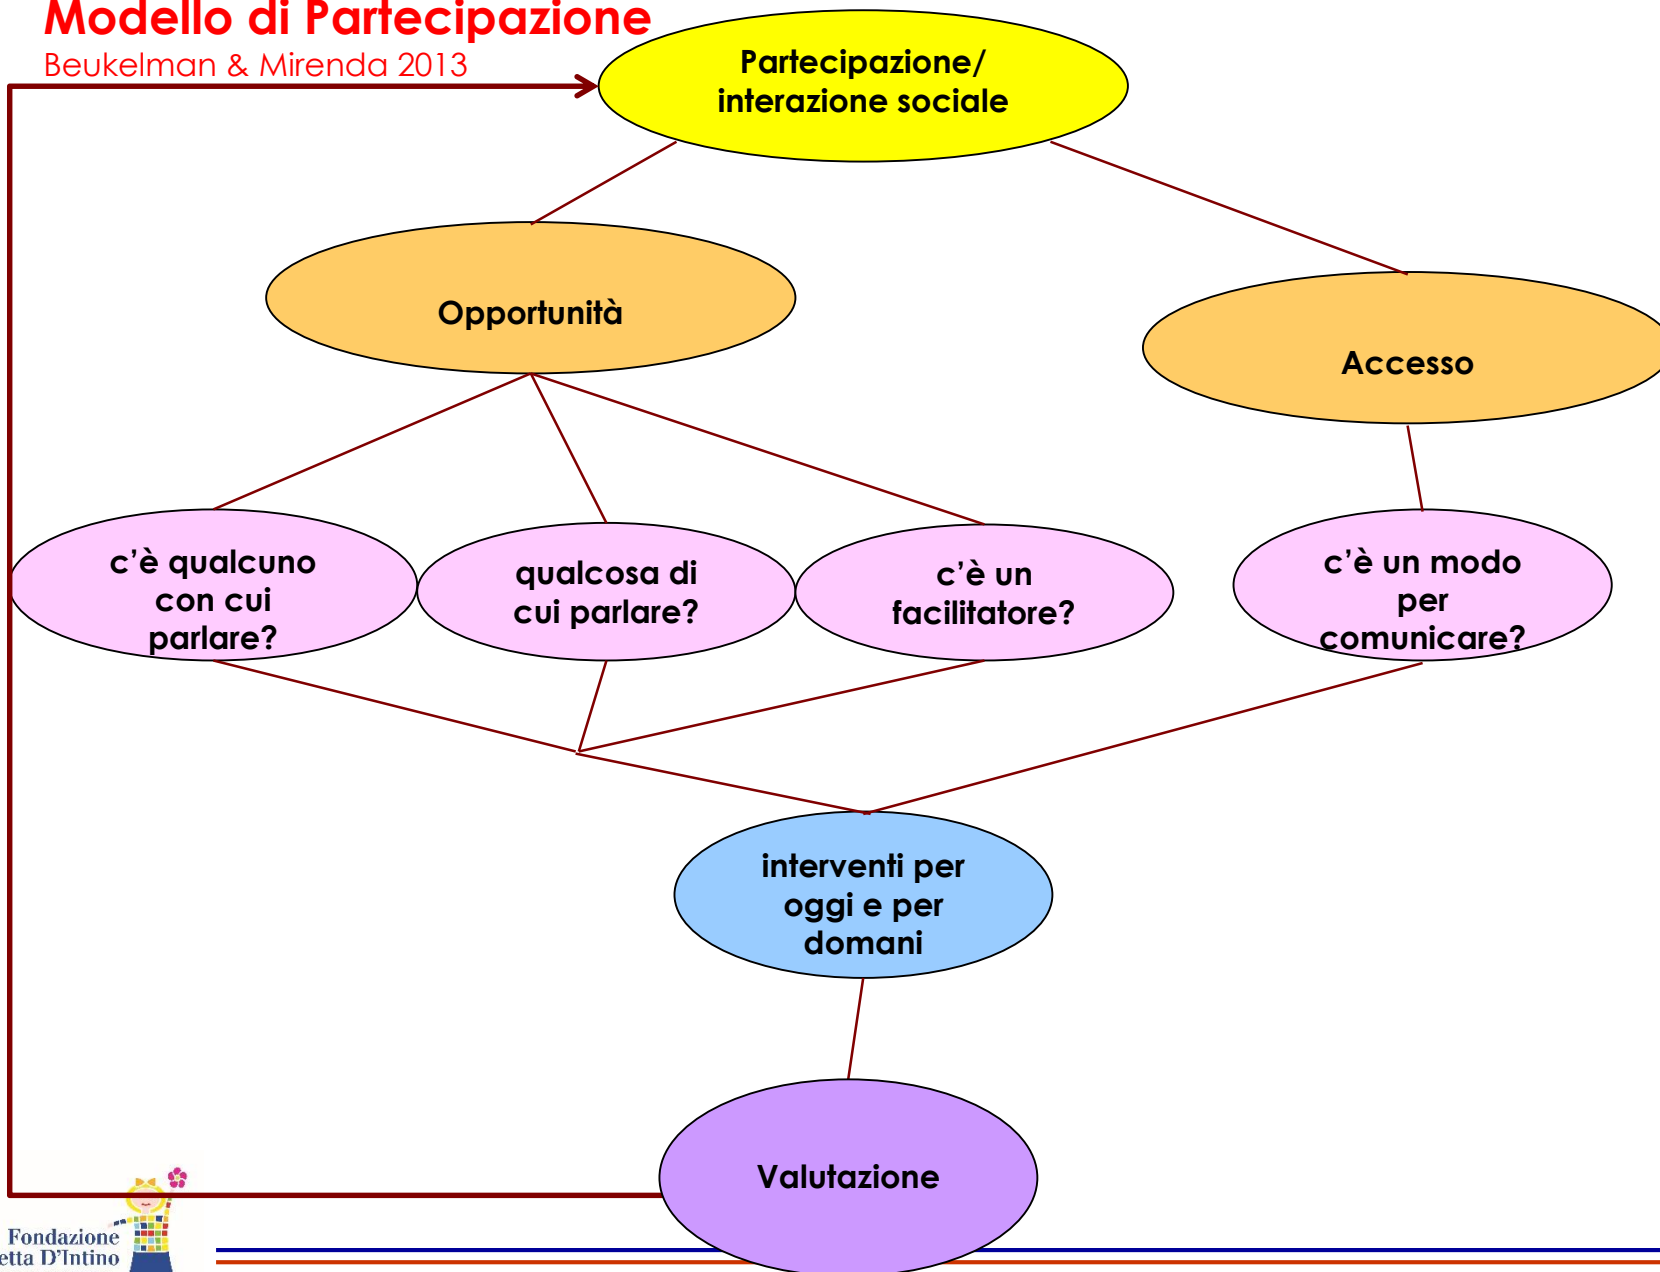 Modello di Partecipazione
Beukelman & Mirenda 2013
Partecipazione/
interazione sociale
Opportunità
Accesso
c’è qualcuno
con cui
parlare?
qualcosa di
cui parlare?
c’è un
facilitatore?
c’è un modo
per
comunicare?
interventi per
oggi e per
domani
Valutazione
Fondazione
etta D'Intino